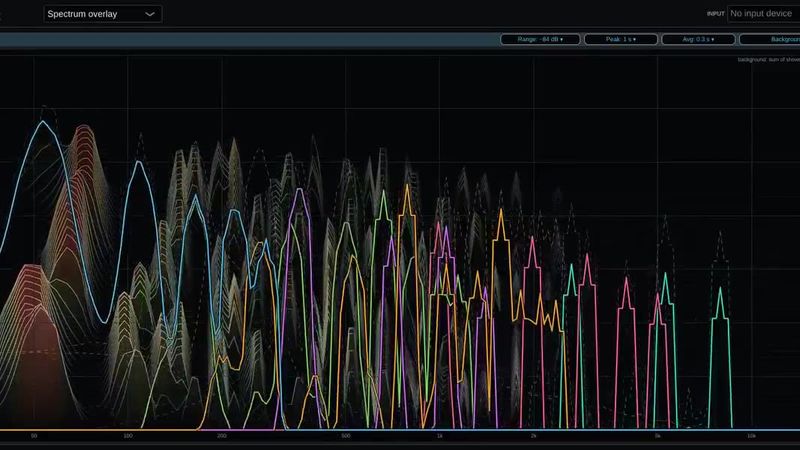 Spectrum overlay
INPUT
No input device
Range: -84 dB ▾
Peak: 1 s ▾
Avg: 0.3 s ▾
Backgroun
background: sum of show
50 100 200 500 1k 2k 5k 10k